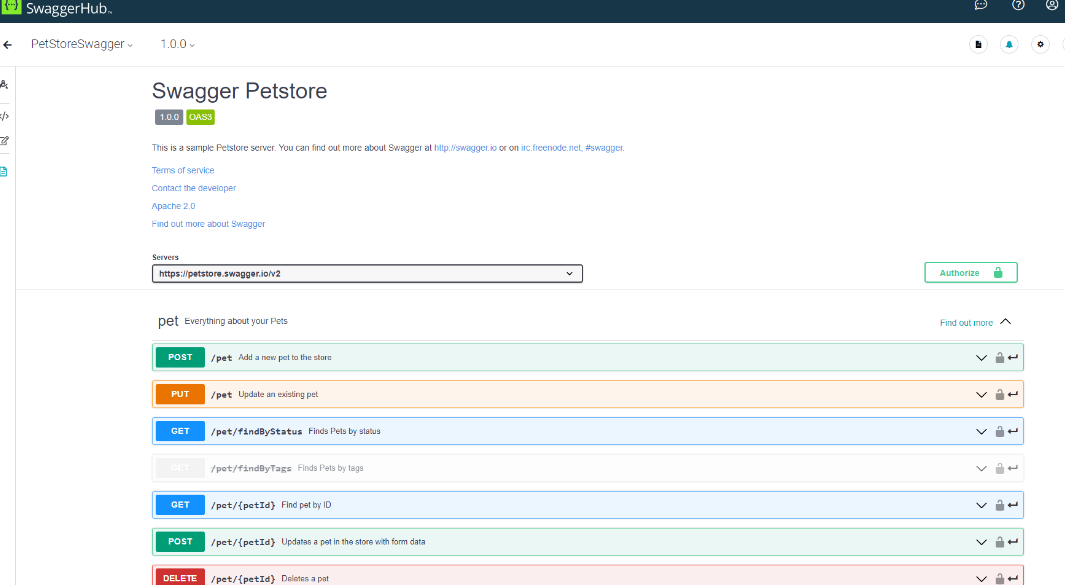 SwaggerHub™
PetStoreSwagger
1.0.0
Swagger Petstore
1.0.0 OAS3
This is a sample Petstore server. You can find out more about Swagger at http://swagger.io or on irc.freenode.net, #swagger.
Terms of service
Contact the developer
Apache 2.0
Find out more about Swagger
Servers
https://petstore.swagger.io/v2
Authorize
pet Everything about your Pets
Find out more
POST /pet Add a new pet to the store
PUT /pet Update an existing pet
GET /pet/findByStatus Finds Pets by status
GET /pet/findByTags Finds Pets by tags
GET /pet/{petId} Find pet by ID
POST /pet/{petId} Updates a pet in the store with form data
DELETE /pet/{petId} Deletes a pet